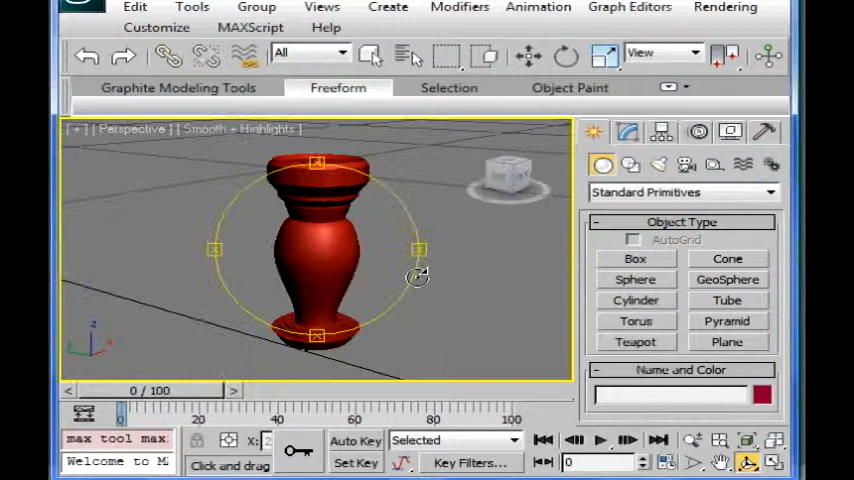 Edit Tools Group Views Create Modifiers Animation Graph Editors Rendering
Customize MAXScript Help
All View
Graphite Modeling Tools Freeform Selection Object Paint
[ + ] [ Perspective ] [ Smooth + Highlights ]
Standard Primitives
Object Type
AutoGrid
Box Cone
Sphere GeoSphere
Cylinder Tube
Torus Pyramid
Teapot Plane
Name and Color
z
x
< 0 / 100 >
0 20 40 60 80 100
max tool max X: Auto Key Selected
Welcome to M Click and drag Set Key Key Filters... 0